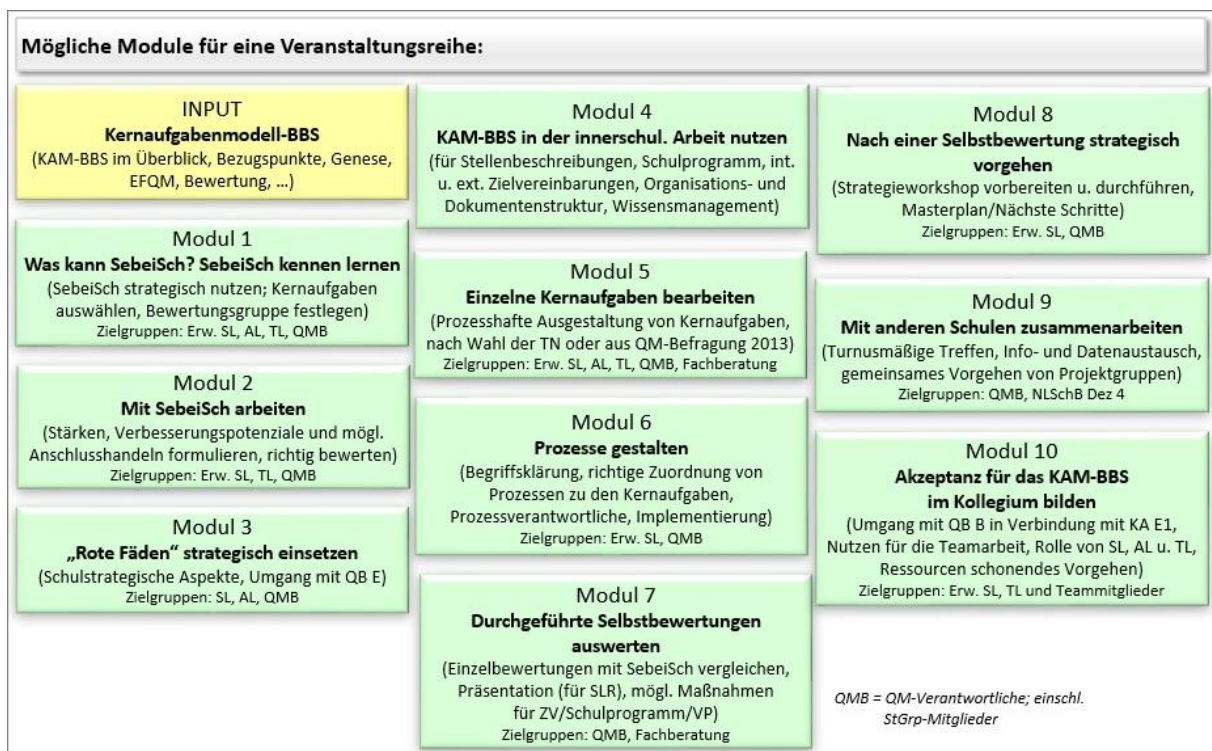 Mögliche Module für eine Veranstaltungsreihe:
INPUT
Kernaufgabenmodell-BBS
(KAM-BBS im Überblick, Bezugspunkte, Genese,
EFQM, Bewertung, ...)
Modul 1
Was kann SebeiSch? SebeiSch kennen lernen
(SebeiSch strategisch nutzen; Kernaufgaben
auswählen, Bewertungsgruppe festlegen)
Zielgruppen: Erw. SL, AL, TL, QMB
Modul 2
Mit SebeiSch arbeiten
(Stärken, Verbesserungspotenziale und mögl.
Anschlusshandeln formulieren, richtig bewerten)
Zielgruppen: Erw. SL, TL, QMB
Modul 3
„Rote Fäden“ strategisch einsetzen
(Schulstrategische Aspekte, Umgang mit QB E)
Zielgruppen: SL, AL, QMB
Modul 4
KAM-BBS in der innerschul. Arbeit nutzen
(für Stellenbeschreibungen, Schulprogramm, int.
u. ext. Zielvereinbarungen, Organisations- und
Dokumentenstruktur, Wissensmanagement)
Modul 5
Einzelne Kernaufgaben bearbeiten
(Prozesshafte Ausgestaltung von Kernaufgaben,
nach Wahl der TN oder aus QM-Befragung 2013)
Zielgruppen: Erw. SL, AL, TL, QMB, Fachberatung
Modul 6
Prozesse gestalten
(Begriffsklärung, richtige Zuordnung von
Prozessen zu den Kernaufgaben,
Prozessverantwortliche, Implementierung)
Zielgruppen: Erw. SL, QMB
Modul 7
Durchgeführte Selbstbewertungen
auswerten
(Einzelbewertungen mit SebeiSch vergleichen,
Präsentation (für SLR), mögl. Maßnahmen
für ZV/Schulprogramm/VP)
Zielgruppen: QMB, Fachberatung
Modul 8
Nach einer Selbstbewertung strategisch
vorgehen
(Strategieworkshop vorbereiten u. durchführen,
Masterplan/Nächste Schritte)
Zielgruppen: Erw. SL, QMB
Modul 9
Mit anderen Schulen zusammenarbeiten
(Turnusmäßige Treffen, Info- und Datenaustausch,
gemeinsames Vorgehen von Projektgruppen)
Zielgruppen: QMB, NLSchB Dez 4
Modul 10
Akzeptanz für das KAM-BBS
im Kollegium bilden
(Umgang mit QB B in Verbindung mit KA E1,
Nutzen für die Teamarbeit, Rolle von SL, AL u. TL,
Ressourcen schonendes Vorgehen)
Zielgruppen: Erw. SL, TL und Teammitglieder
QMB = QM-Verantwortliche; einschl.
StGrp-Mitglieder